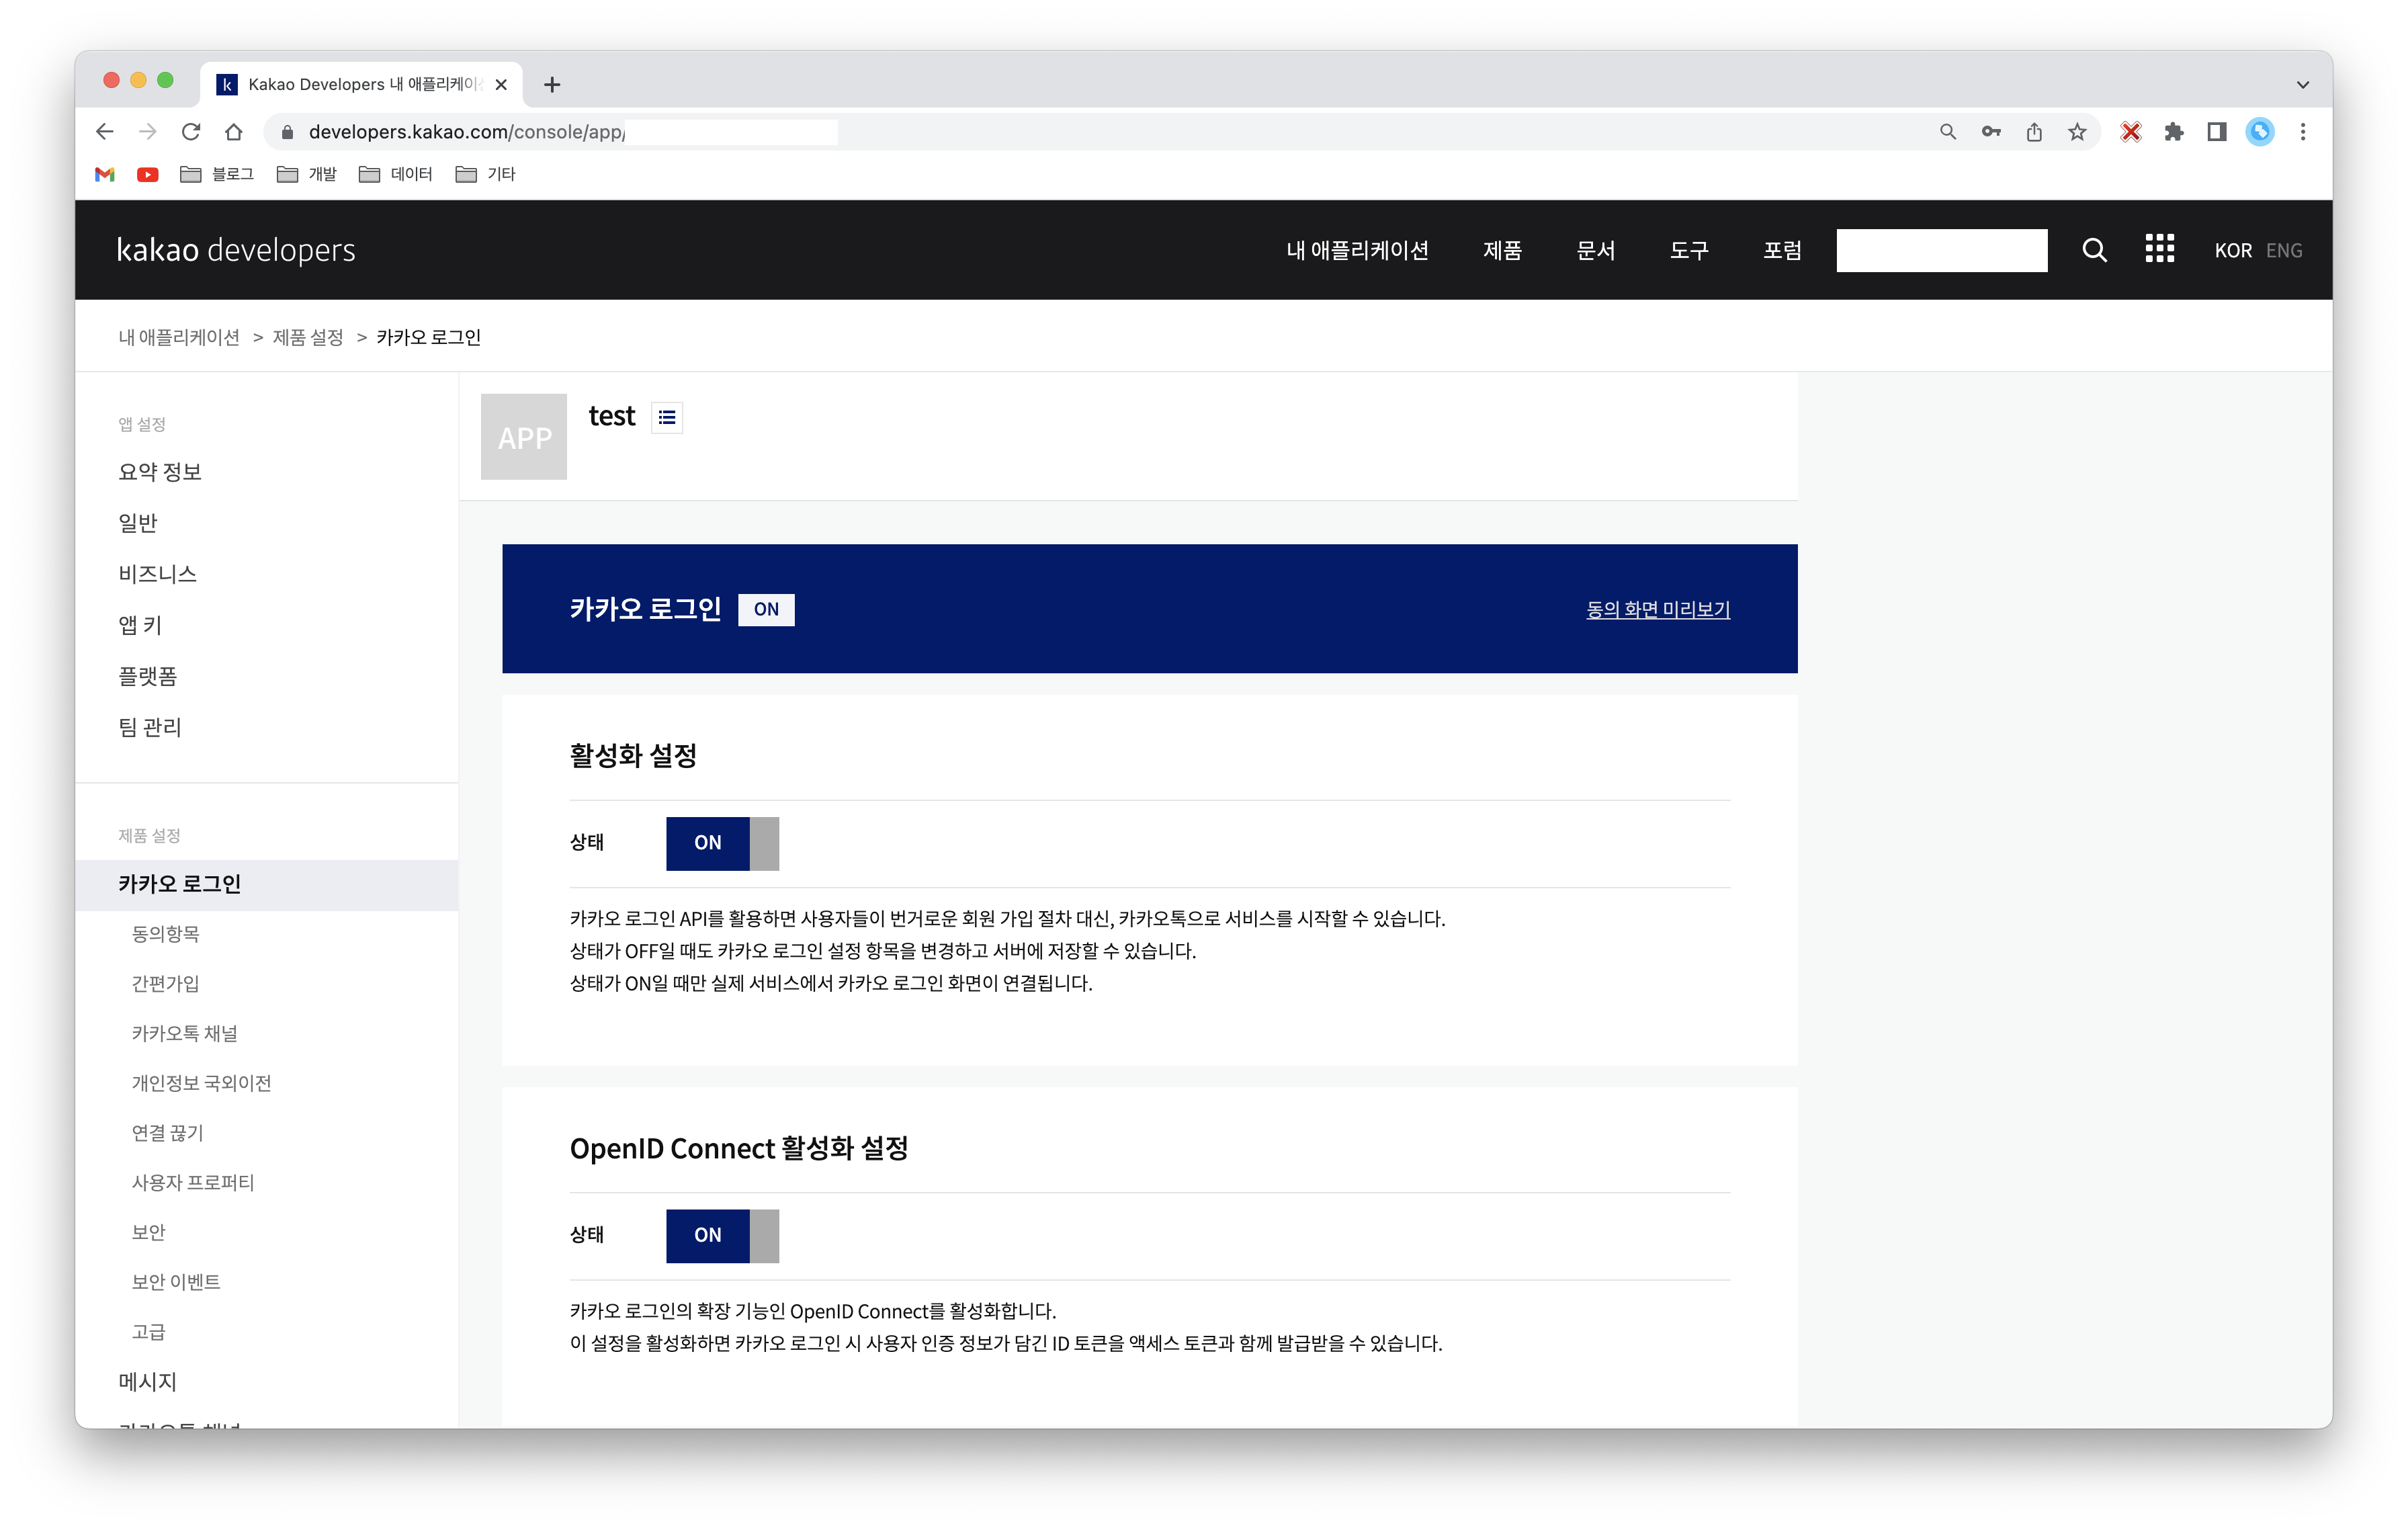 k Kakao Developers 내 애플리케이
developers.kakao.com/console/app/
블로그 개발 데이터 기타
kakao developers 내 애플리케이션 제품 문서 도구 포럼 KOR ENG
내 애플리케이션 > 제품 설정 > 카카오 로그인
앱 설정
요약 정보
일반
비즈니스
앱 키
플랫폼
팀 관리
제품 설정
카카오 로그인
동의항목
간편가입
카카오톡 채널
개인정보 국외이전
연결 끊기
사용자 프로퍼티
보안
보안 이벤트
고급
메시지
APP test
카카오 로그인 ON 동의 화면 미리보기
활성화 설정
상태 ON
카카오 로그인 API를 활용하면 사용자들이 번거로운 회원 가입 절차 대신, 카카오톡으로 서비스를 시작할 수 있습니다.
상태가 OFF일 때도 카카오 로그인 설정 항목을 변경하고 서버에 저장할 수 있습니다.
상태가 ON일 때만 실제 서비스에서 카카오 로그인 화면이 연결됩니다.
OpenID Connect 활성화 설정
상태 ON
카카오 로그인의 확장 기능인 OpenID Connect를 활성화합니다.
이 설정을 활성화하면 카카오 로그인 시 사용자 인증 정보가 담긴 ID 토큰을 액세스 토큰과 함께 발급받을 수 있습니다.